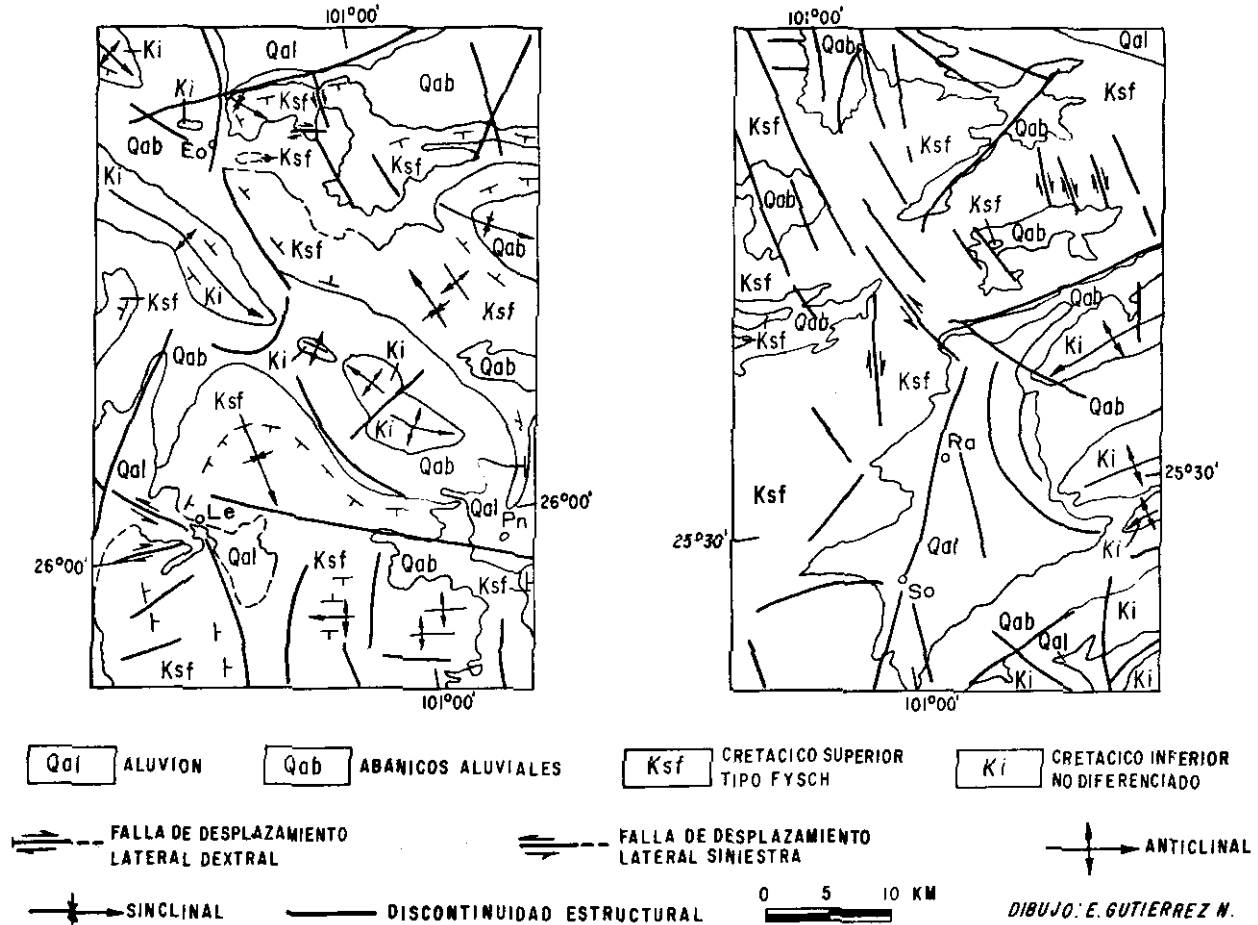 101°00'
Ki
Qal
Ki
Ksf
Qab
Qab
Eo
Ksf
Ksf
Ki
Ksf
Qab
Ki
Ksf
Ksf
Qab
Ki
Ki
Qab
Ksf
Ki
Qab
Qal
Qal
26°00'
Le
Pn
Qal
26°00'
Ksf
Qab
Ksf
Ksf
101°00'
101°00'
Qab
Qal
Ksf
Ksf
Ksf
Qab
Qab
Ksf
Qab
Ksf
Qab
Qab
Ksf
Ki
Ksf
Qab
Ra
Ki
25°30'
Ksf
Ki
25°30'
Qal
So
Qab
Qal
Ki
Ki
Ki
101°00'
Qal ALUVION
Qab ABANICOS ALUVIALES
Ksf CRETACICO SUPERIOR
TIPO FYSCH
Ki CRETACICO INFERIOR
NO DIFERENCIADO
FALLA DE DESPLAZAMIENTO
LATERAL DEXTRAL
FALLA DE DESPLAZAMIENTO
LATERAL SINIESTRA
ANTICLINAL
SINCLINAL
DISCONTINUIDAD ESTRUCTURAL
0 5 10 KM
DIBUJO: E. GUTIERREZ N.